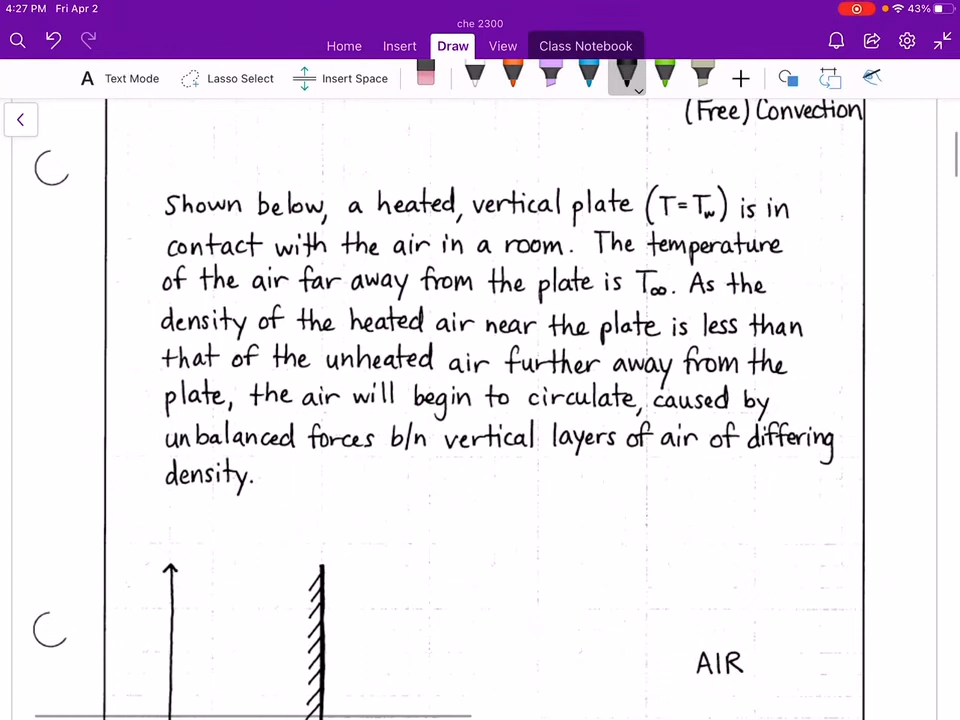 4:27 PM Fri Apr 2
43%
che 2300
Home Insert Draw View Class Notebook
A Text Mode Lasso Select Insert Space
(Free) Convection
Shown below, a heated, vertical plate (T=Tw) is in
contact with the air in a room. The temperature
of the air far away from the plate is T∞. As the
density of the heated air near the plate is less than
that of the unheated air further away from the
plate, the air will begin to circulate, caused by
unbalanced forces b/n vertical layers of air of differing
density.
AIR